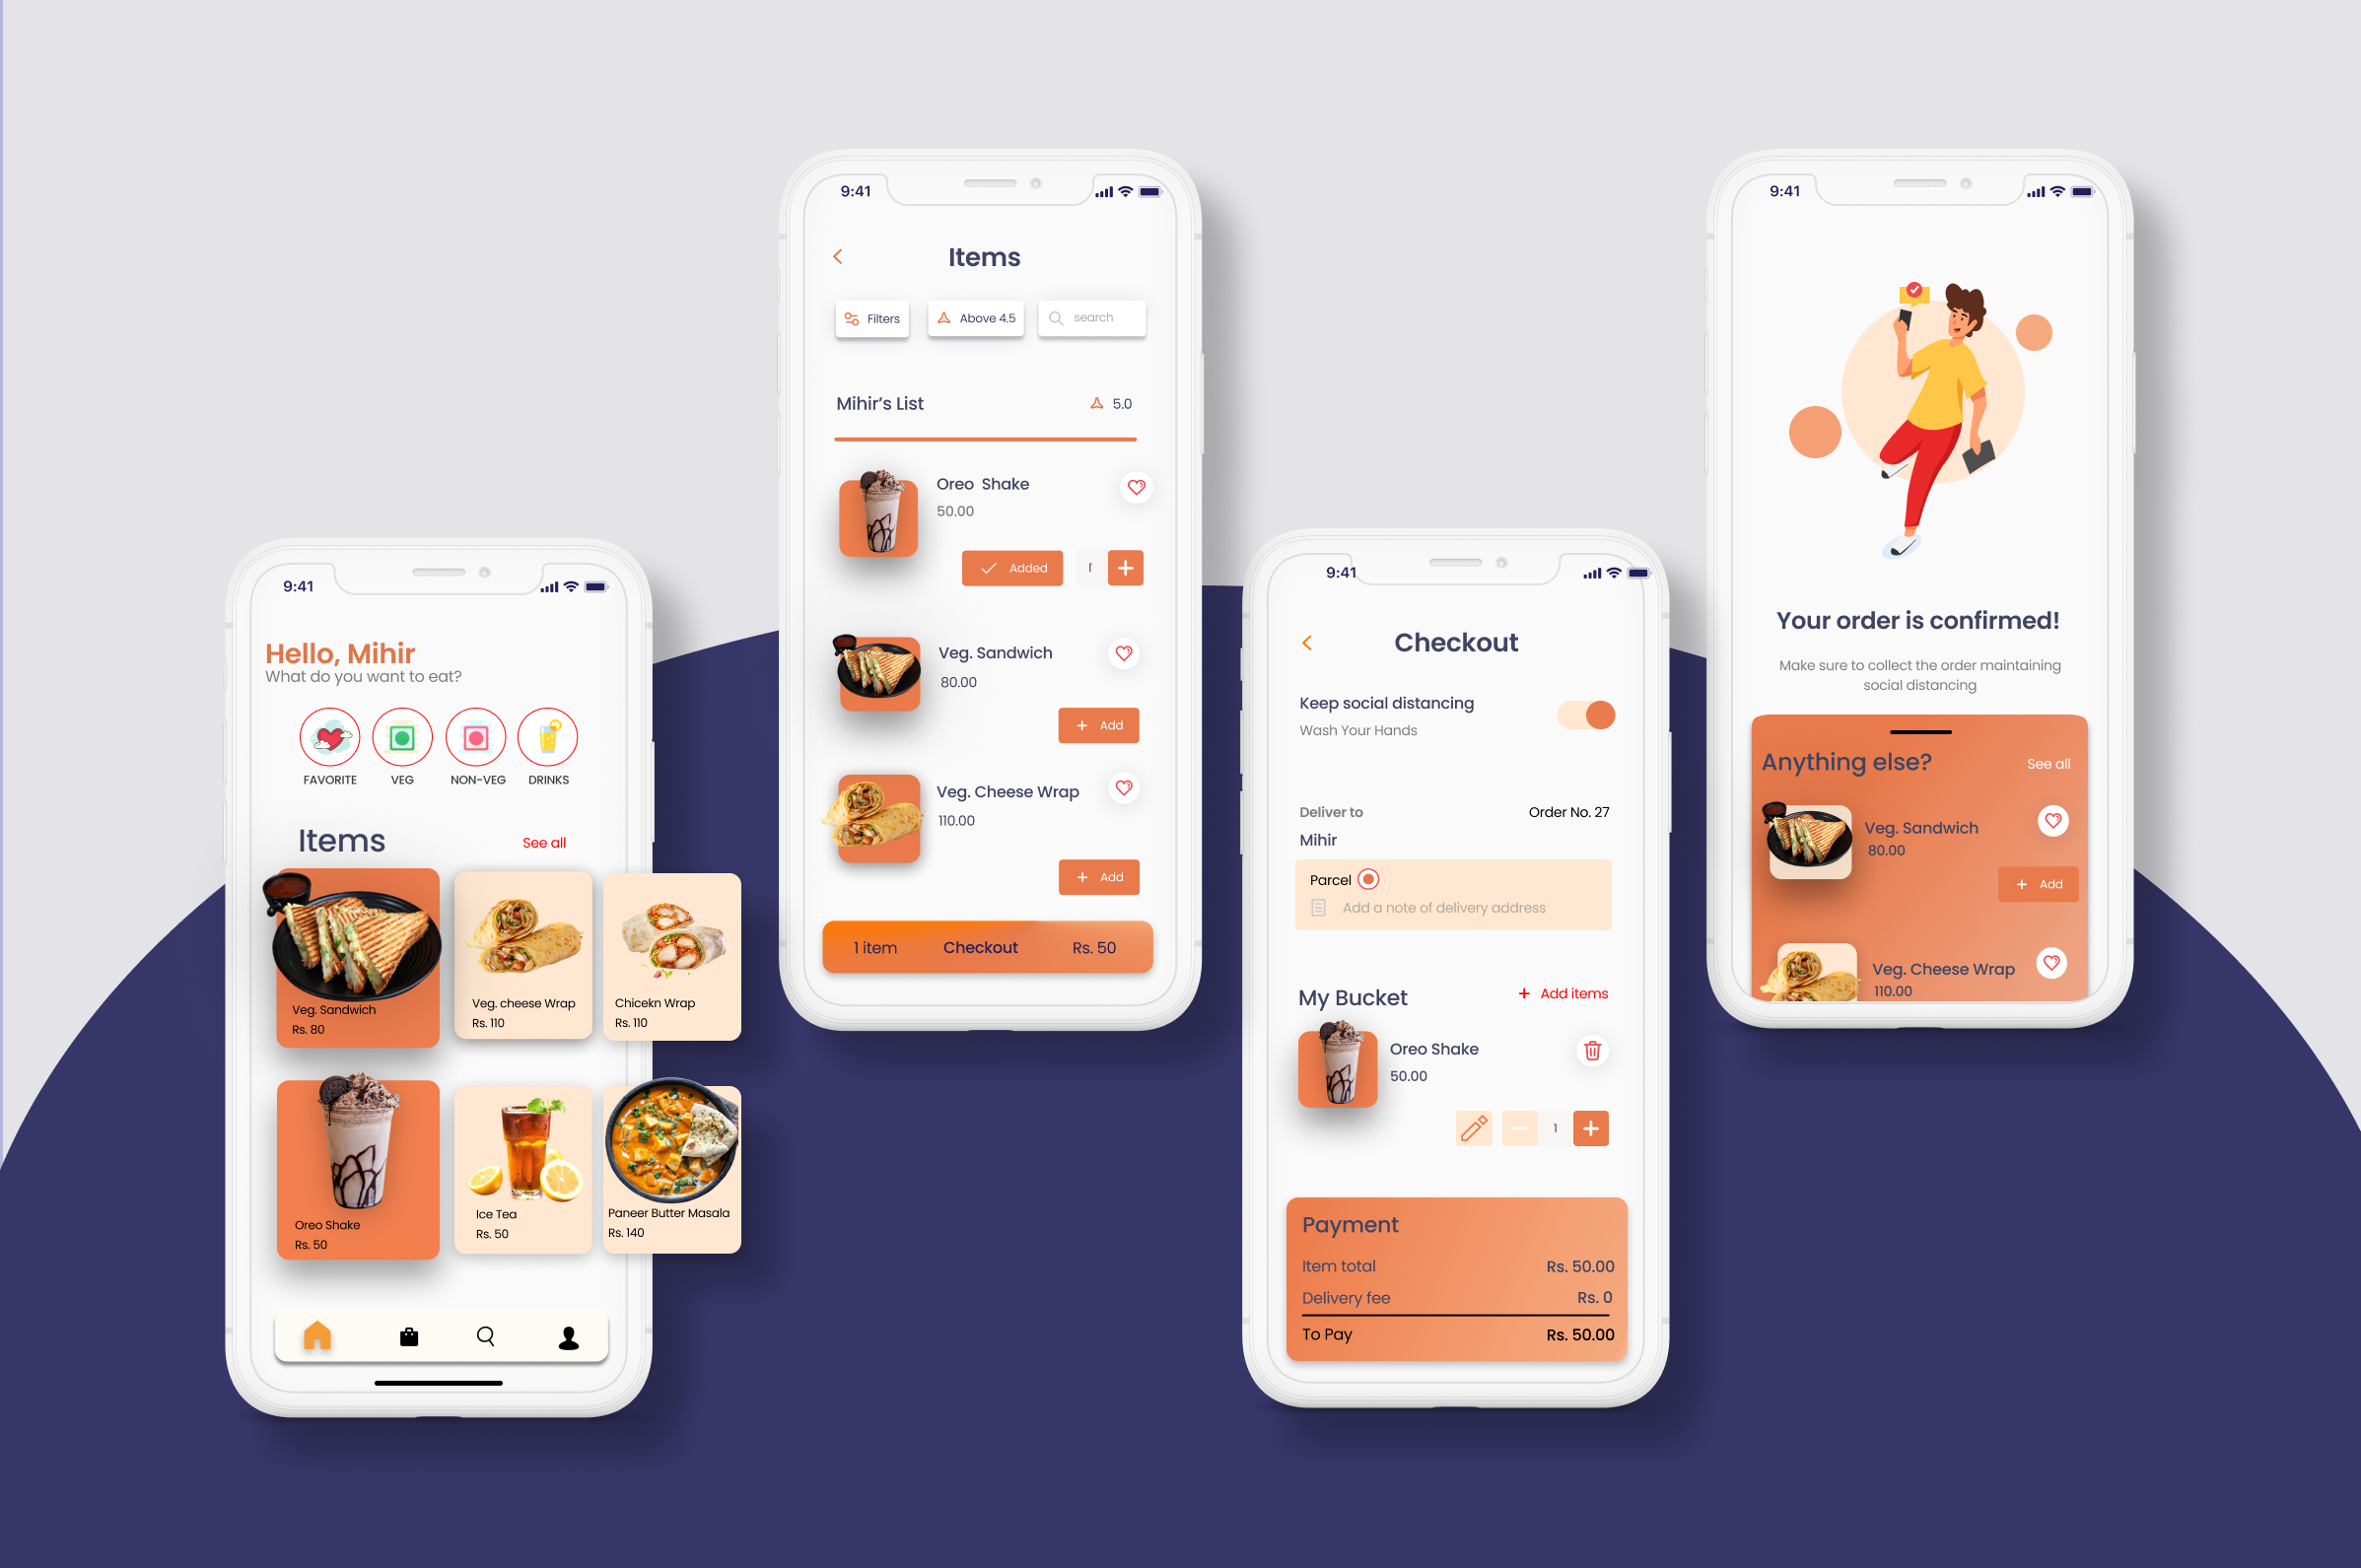 9:41
Hello, Mihir
What do you want to eat?
FAVORITE VEG NON-VEG DRINKS
Items See all
Veg. Sandwich
Rs. 80
Veg. cheese Wrap
Rs. 110
Chicekn Wrap
Rs. 110
Oreo Shake
Rs. 50
Ice Tea
Rs. 50
Paneer Butter Masala
Rs. 140
9:41
Items
Filters Above 4.5 search
Mihir's List 5.0
Oreo Shake
50.00
Added
Veg. Sandwich
80.00
+ Add
Veg. Cheese Wrap
110.00
+ Add
1 item Checkout Rs. 50
9:41
Checkout
Keep social distancing
Wash Your Hands
Deliver to Order No. 27
Mihir
Parcel
Add a note of delivery address
My Bucket + Add items
Oreo Shake
50.00
1 +
Payment
Item total Rs. 50.00
Delivery fee Rs. 0
To Pay Rs. 50.00
9:41
Your order is confirmed!
Make sure to collect the order maintaining
social distancing
Anything else? See all
Veg. Sandwich
80.00
+ Add
Veg. Cheese Wrap
110.00